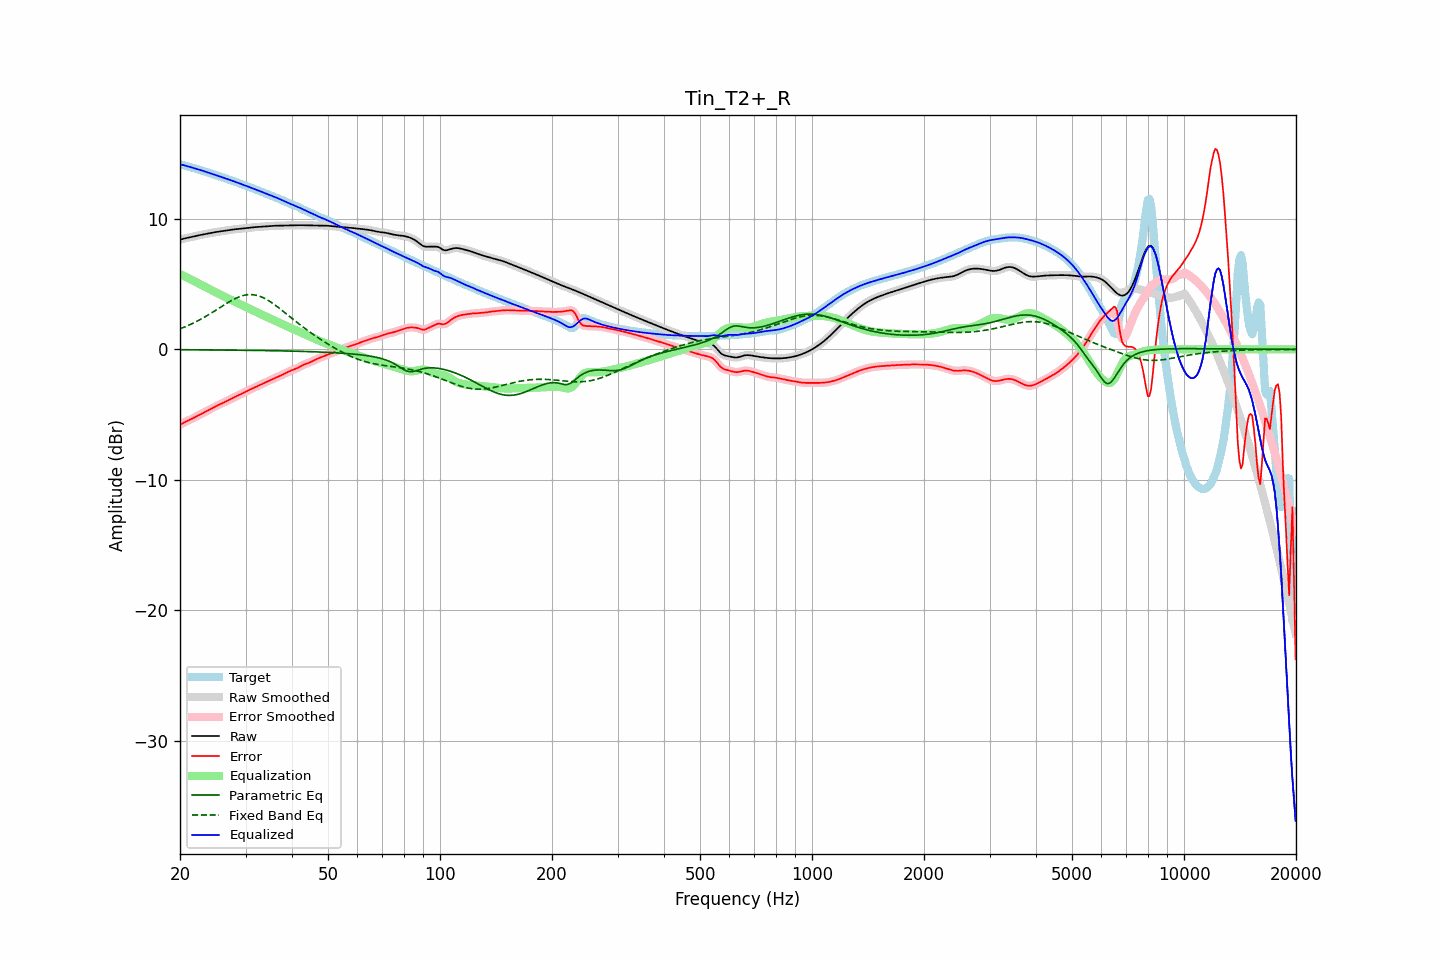 Tin_T2+_R
Amplitude (dBr)
10
0
−10
−20
−30
Target
Raw Smoothed
Error Smoothed
Raw
Error
Equalization
Parametric Eq
Fixed Band Eq
Equalized
20 50 100 200 500 1000 2000 5000 10000 20000
Frequency (Hz)